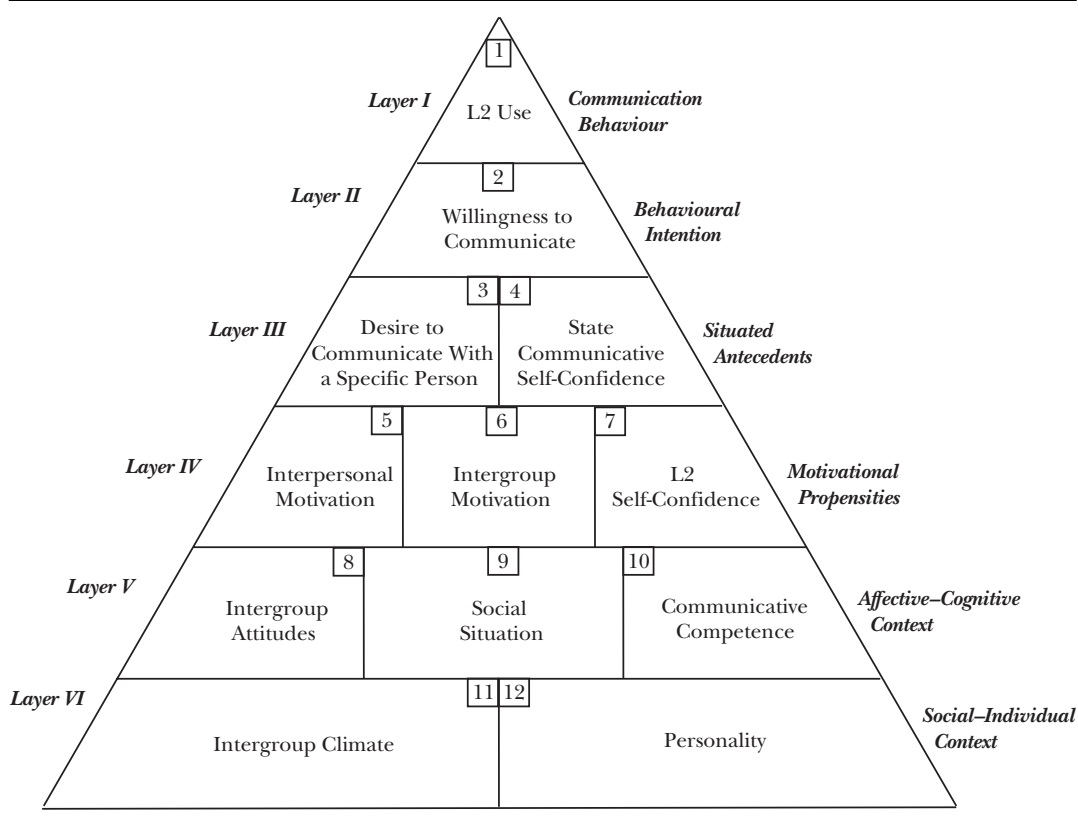 1
Layer I
L2 Use
Communication
Behaviour
2
Layer II
Willingness to
Communicate
Behavioural
Intention
3 4
Layer III
Desire to
Communicate With
a Specific Person
State
Communicative
Self-Confidence
Situated
Antecedents
5 6 7
Layer IV
Interpersonal
Motivation
Intergroup
Motivation
L2
Self-Confidence
Motivational
Propensities
8 9 10
Layer V
Intergroup
Attitudes
Social
Situation
Communicative
Competence
Affective–Cognitive
Context
11 12
Layer VI
Intergroup Climate
Personality
Social–Individual
Context